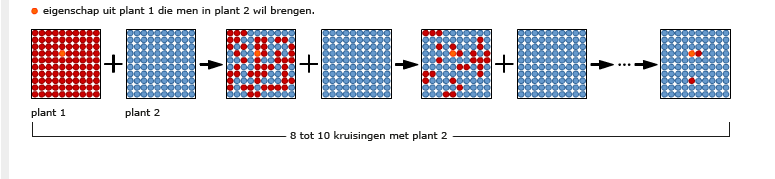 eigenschap uit plant 1 die men in plant 2 wil brengen.
plant 1 plant 2
8 tot 10 kruisingen met plant 2